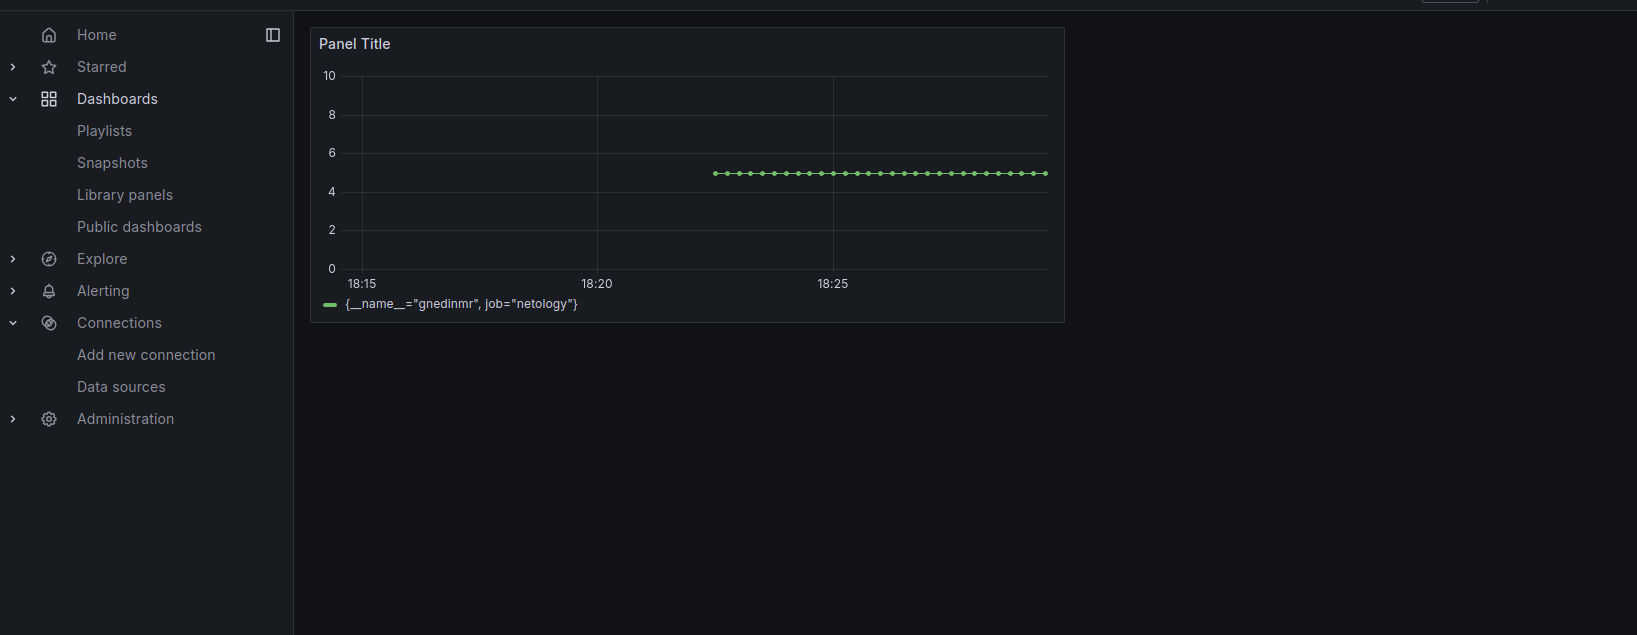 Home
Starred
Dashboards
Playlists
Snapshots
Library panels
Public dashboards
Explore
Alerting
Connections
Add new connection
Data sources
Administration
Panel Title
10
8
6
4
2
0
18:15 18:20 18:25
{__name__="gnedinmr", job="netology"}